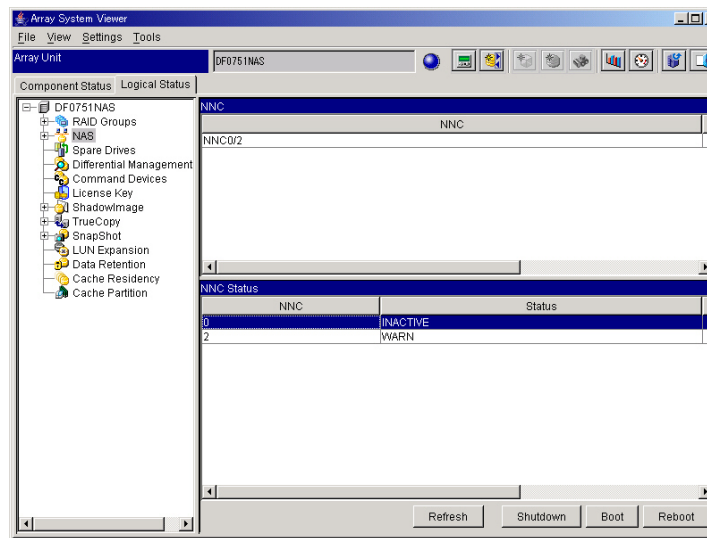 Array System Viewer
File View Settings Tools
Array Unit
DF0751NAS
Component Status Logical Status
DF0751NAS
RAID Groups
NAS
Spare Drives
Differential Management
Command Devices
License Key
ShadowImage
TrueCopy
SnapShot
LUN Expansion
Data Retention
Cache Residency
Cache Partition
NNC
NNC
NNC0/2
NNC Status
NNC Status
0 INACTIVE
2 WARN
Refresh Shutdown Boot Reboot